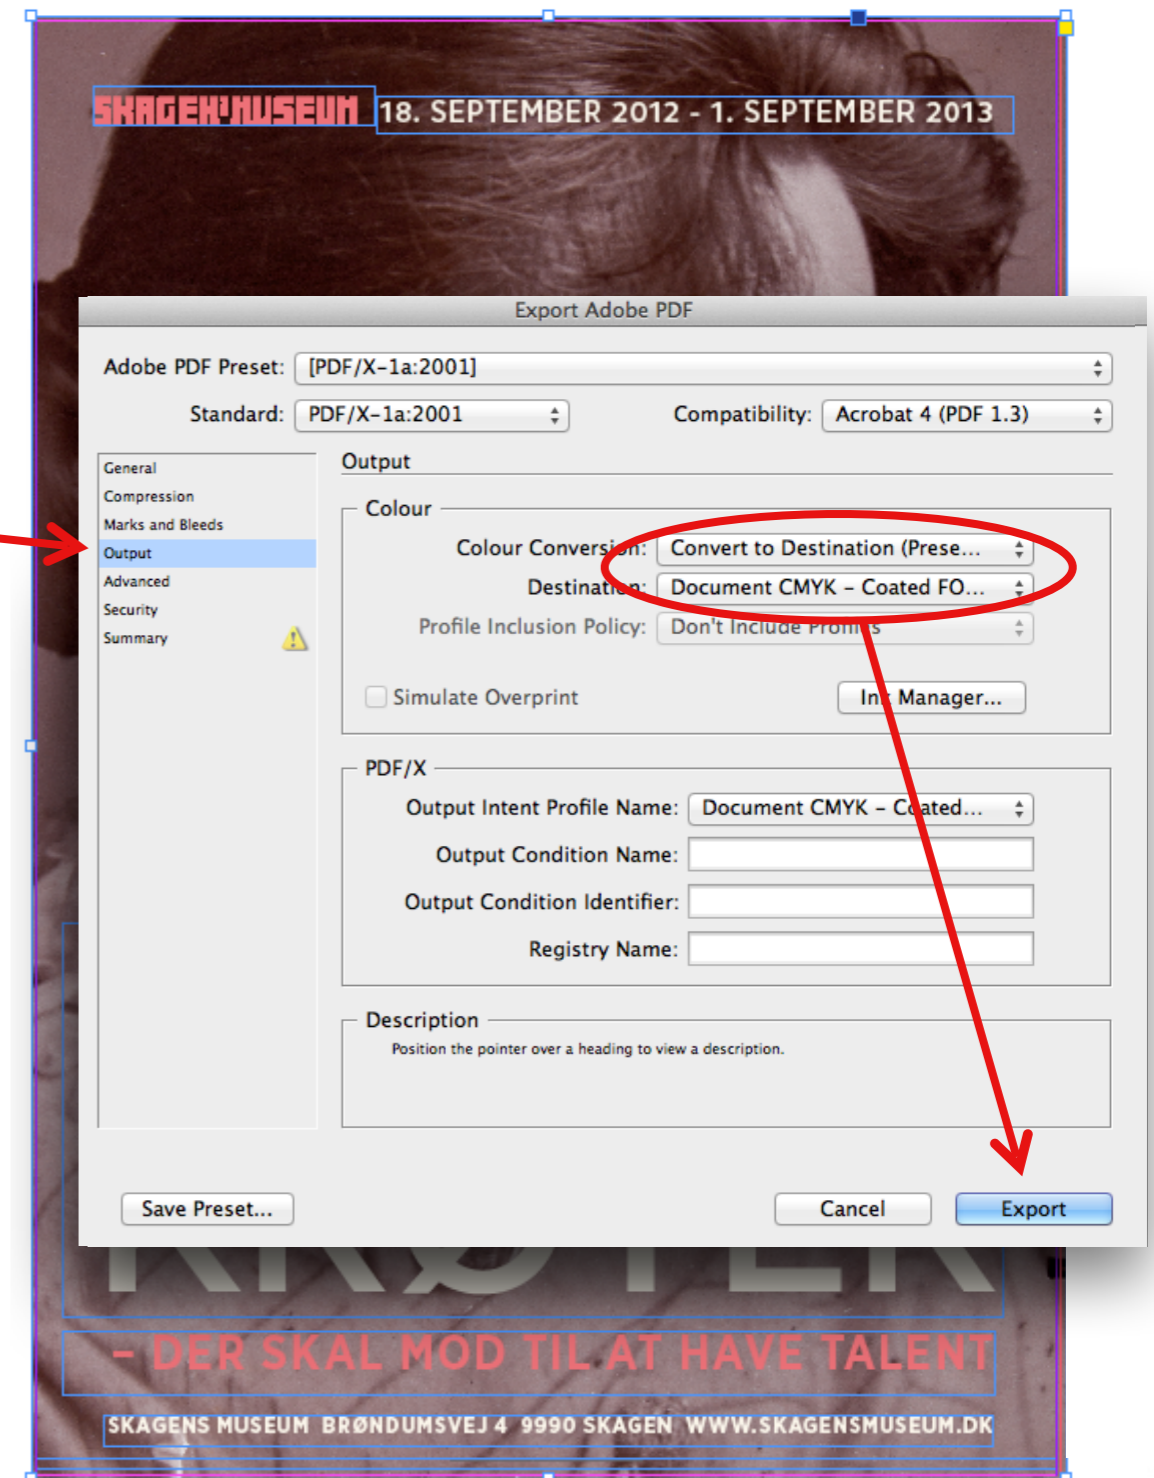 SKAGENS MUSEUM 18. SEPTEMBER 2012 - 1. SEPTEMBER 2013
Export Adobe PDF
Adobe PDF Preset: [PDF/X-1a:2001]
Standard: PDF/X-1a:2001 Compatibility: Acrobat 4 (PDF 1.3)
General
Compression
Marks and Bleeds
Output
Advanced
Security
Summary
Output
Colour
Colour Conversion: Convert to Destination (Prese...
Destination: Document CMYK - Coated FO...
Profile Inclusion Policy: Don't Include Profiles
Simulate Overprint Ink Manager...
PDF/X
Output Intent Profile Name: Document CMYK - Coated...
Output Condition Name:
Output Condition Identifier:
Registry Name:
Description
Position the pointer over a heading to view a description.
Save Preset... Cancel Export
KRØYER
– DER SKAL MOD TIL AT HAVE TALENT
SKAGENS MUSEUM BRØNDUMSVEJ 4 9990 SKAGEN WWW.SKAGENSMUSEUM.DK